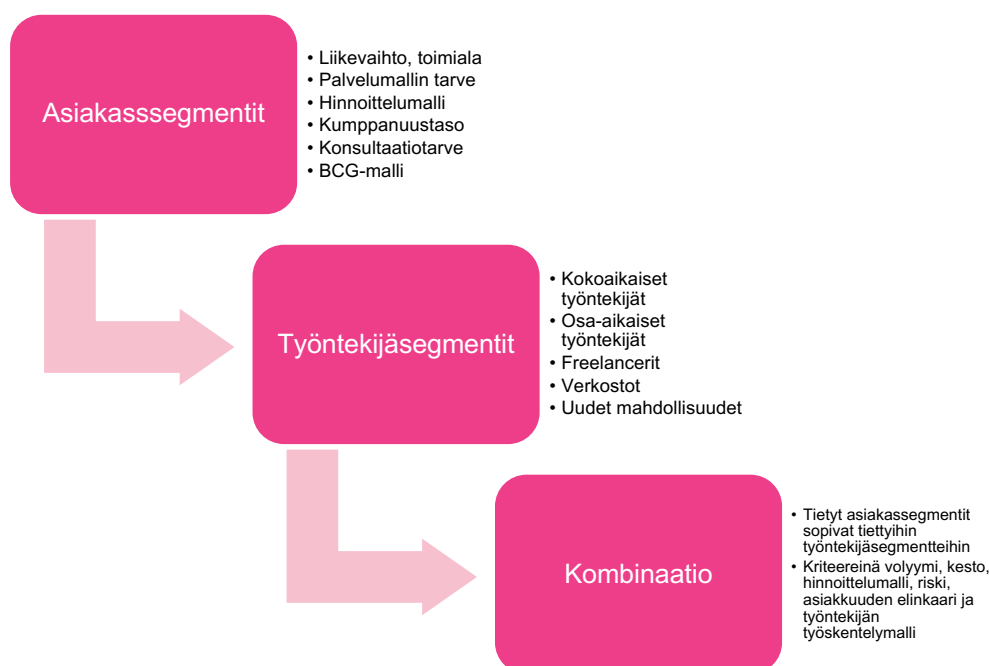 Asiakasssegmentit
• Liikevaihto, toimiala
• Palvelumallin tarve
• Hinnoittelumalli
• Kumppanuustaso
• Konsultaatiotarve
• BCG-malli
Työntekijäsegmentit
• Kokoaikaiset
työntekijät
• Osa-aikaiset
työntekijät
• Freelancerit
• Verkostot
• Uudet mahdollisuudet
Kombinaatio
• Tietyt asiakassegmentit
sopivat tiettyihin
työntekijäsegmentteihin
• Kriteereinä volyymi, kesto,
hinnoittelumalli, riski,
asiakkuuden elinkaari ja
työntekijän
työskentelymalli